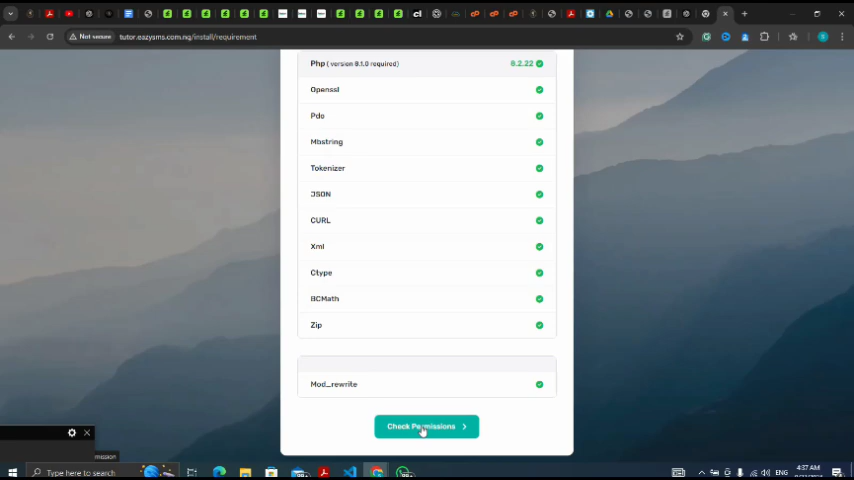 Not secure
tutor.eazysms.com.ng/install/requirement
Php ( version 8.1.0 required) 8.2.22
Openssl
Pdo
Mbstring
Tokenizer
JSON
CURL
Xml
Ctype
BCMath
Zip
Mod_rewrite
Check Permissions
mission
Type here to search
ENG
4:37 AM